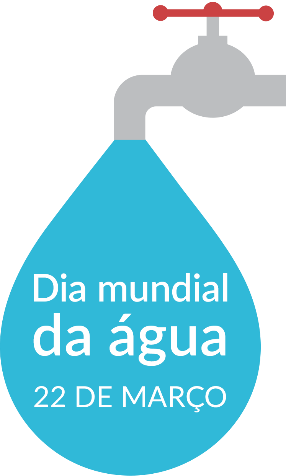 Dia mundial
da água
22 DE MARÇO